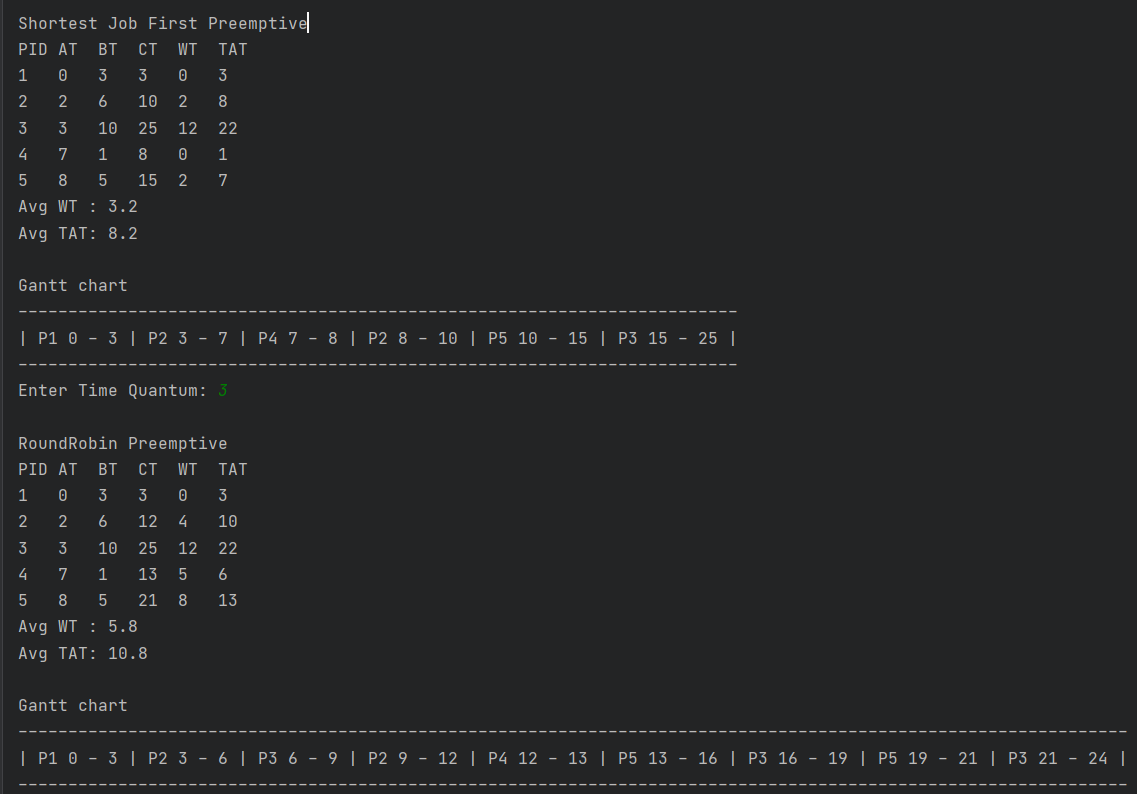 Shortest Job First Preemptive
PID AT  BT  CT  WT  TAT
1   0   3   3   0   3
2   2   6   10  2   8
3   3   10  25  12  22
4   7   1   8   0   1
5   8   5   15  2   7
Avg WT : 3.2
Avg TAT: 8.2
Gantt chart
------------------------------------------------------------------------
| P1 0 - 3 | P2 3 - 7 | P4 7 - 8 | P2 8 - 10 | P5 10 - 15 | P3 15 - 25 |
------------------------------------------------------------------------
Enter Time Quantum: 3
RoundRobin Preemptive
PID AT  BT  CT  WT  TAT
1   0   3   3   0   3
2   2   6   12  4   10
3   3   10  25  12  22
4   7   1   13  5   6
5   8   5   21  8   13
Avg WT : 5.8
Avg TAT: 10.8
Gantt chart
---------------------------------------------------------------------------------------------------------------
| P1 0 - 3 | P2 3 - 6 | P3 6 - 9 | P2 9 - 12 | P4 12 - 13 | P5 13 - 16 | P3 16 - 19 | P5 19 - 21 | P3 21 - 24 |
---------------------------------------------------------------------------------------------------------------